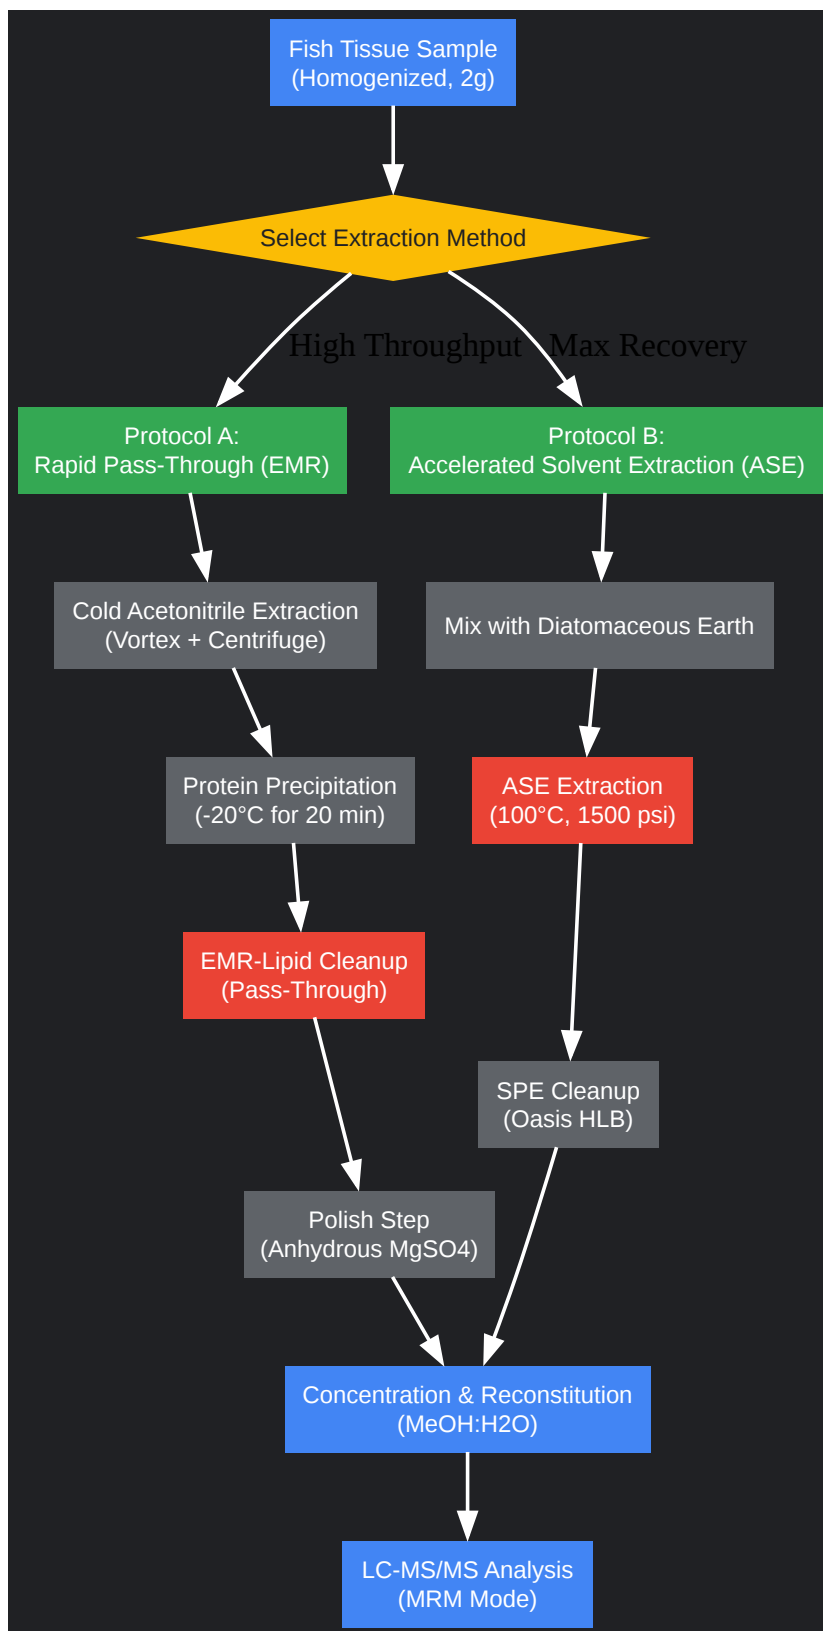 Fish Tissue Sample
(Homogenized, 2g)
Select Extraction Method
High Throughput
Max Recovery
Protocol A:
Rapid Pass-Through (EMR)
Protocol B:
Accelerated Solvent Extraction (ASE)
Cold Acetonitrile Extraction
(Vortex + Centrifuge)
Mix with Diatomaceous Earth
Protein Precipitation
(-20°C for 20 min)
ASE Extraction
(100°C, 1500 psi)
EMR-Lipid Cleanup
(Pass-Through)
SPE Cleanup
(Oasis HLB)
Polish Step
(Anhydrous MgSO4)
Concentration & Reconstitution
(MeOH:H2O)
LC-MS/MS Analysis
(MRM Mode)